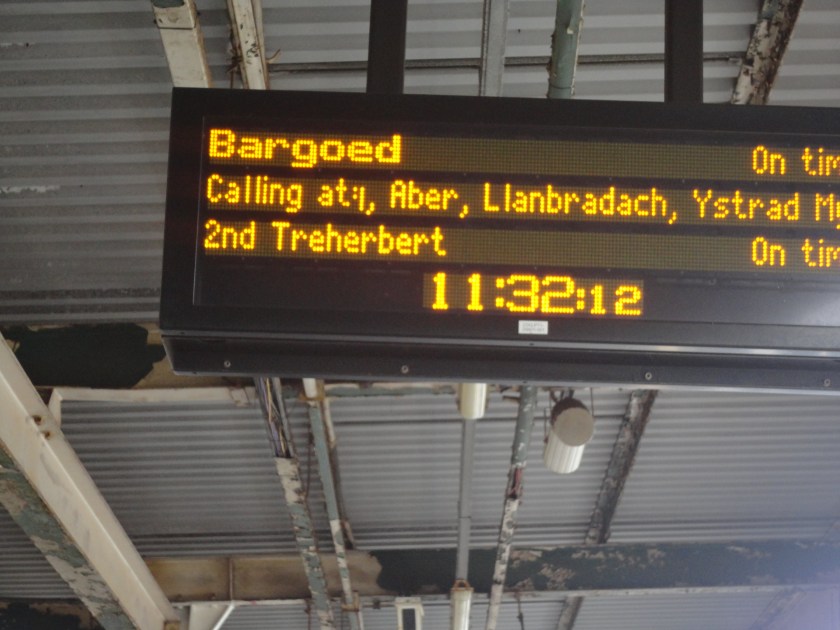 Bargoed On tim
Calling at: Aber, Llanbradach, Ystrad M
2nd Treherbert On tim
11:32:12